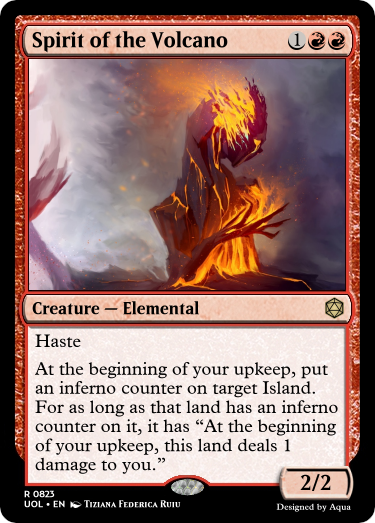 Spirit of the Volcano 1
Creature — Elemental
Haste
At the beginning of your upkeep, put
an inferno counter on target Island.
For as long as that land has an inferno
counter on it, it has “At the beginning
of your upkeep, this land deals 1
damage to you.”
2/2
R 0823
UOL • EN Tiziana Federica Ruiu
Designed by Aqua